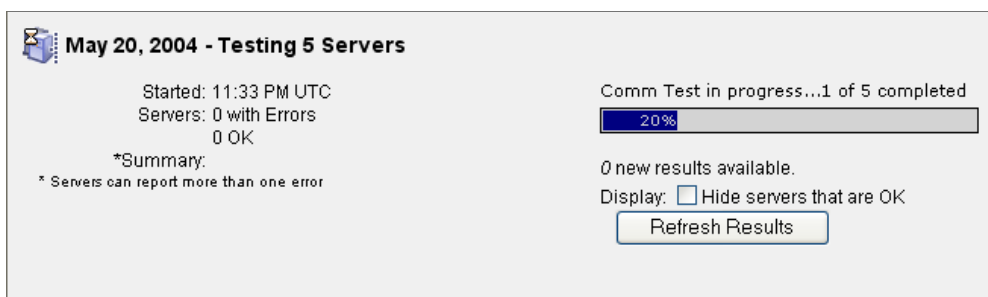 May 20, 2004 - Testing 5 Servers
Started: 11:33 PM UTC
Servers: 0 with Errors
0 OK
*Summary:
* Servers can report more than one error
Comm Test in progress...1 of 5 completed
20%
0 new results available.
Display: Hide servers that are OK
Refresh Results